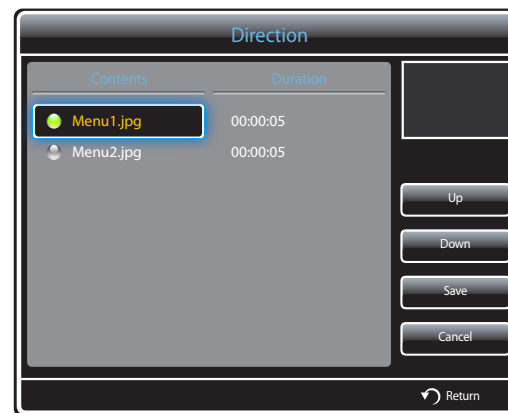 Direction
Contents Duration
Menu1.jpg 00:00:05
Menu2.jpg 00:00:05
Up
Down
Save
Cancel
Return